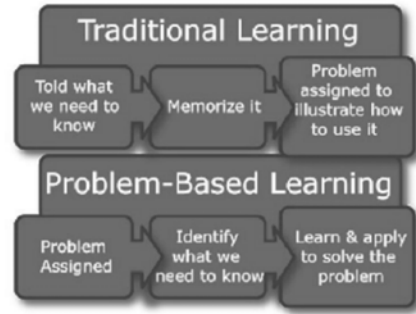 Traditional Learning
Told what
we need to
know
Memorize it
Problem
assigned to
illustrate how
to use it
Problem-Based Learning
Problem
Assigned
Identify
what we
need to know
Learn & apply
to solve the
problem